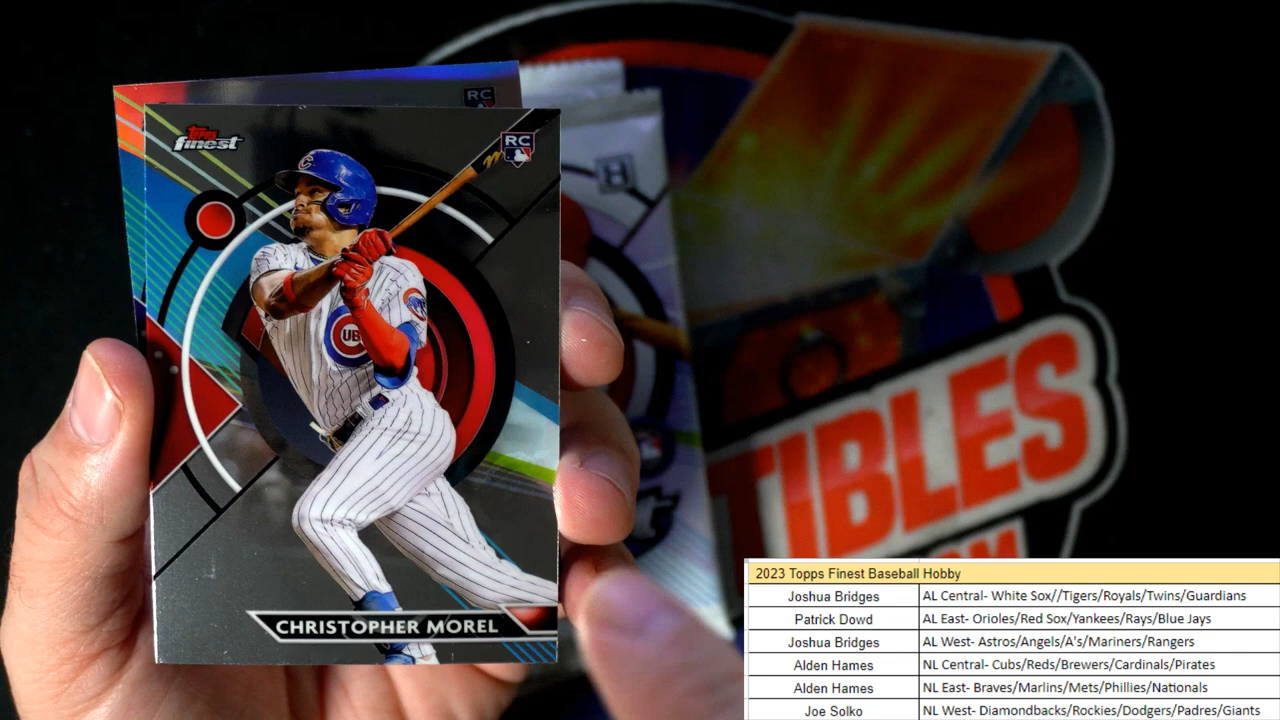 RC
Topps
finest
RC
C
UB
H
TIBLES
CHRISTOPHER MOREL
2023 Topps Finest Baseball Hobby
Joshua Bridges AL Central- White Sox//Tigers/Royals/Twins/Guardians
Patrick Dowd AL East- Orioles/Red Sox/Yankees/Rays/Blue Jays
Joshua Bridges AL West- Astros/Angels/A's/Mariners/Rangers
Alden Hames NL Central- Cubs/Reds/Brewers/Cardinals/Pirates
Alden Hames NL East- Braves/Marlins/Mets/Phillies/Nationals
Joe Solko NL West- Diamondbacks/Rockies/Dodgers/Padres/Giants